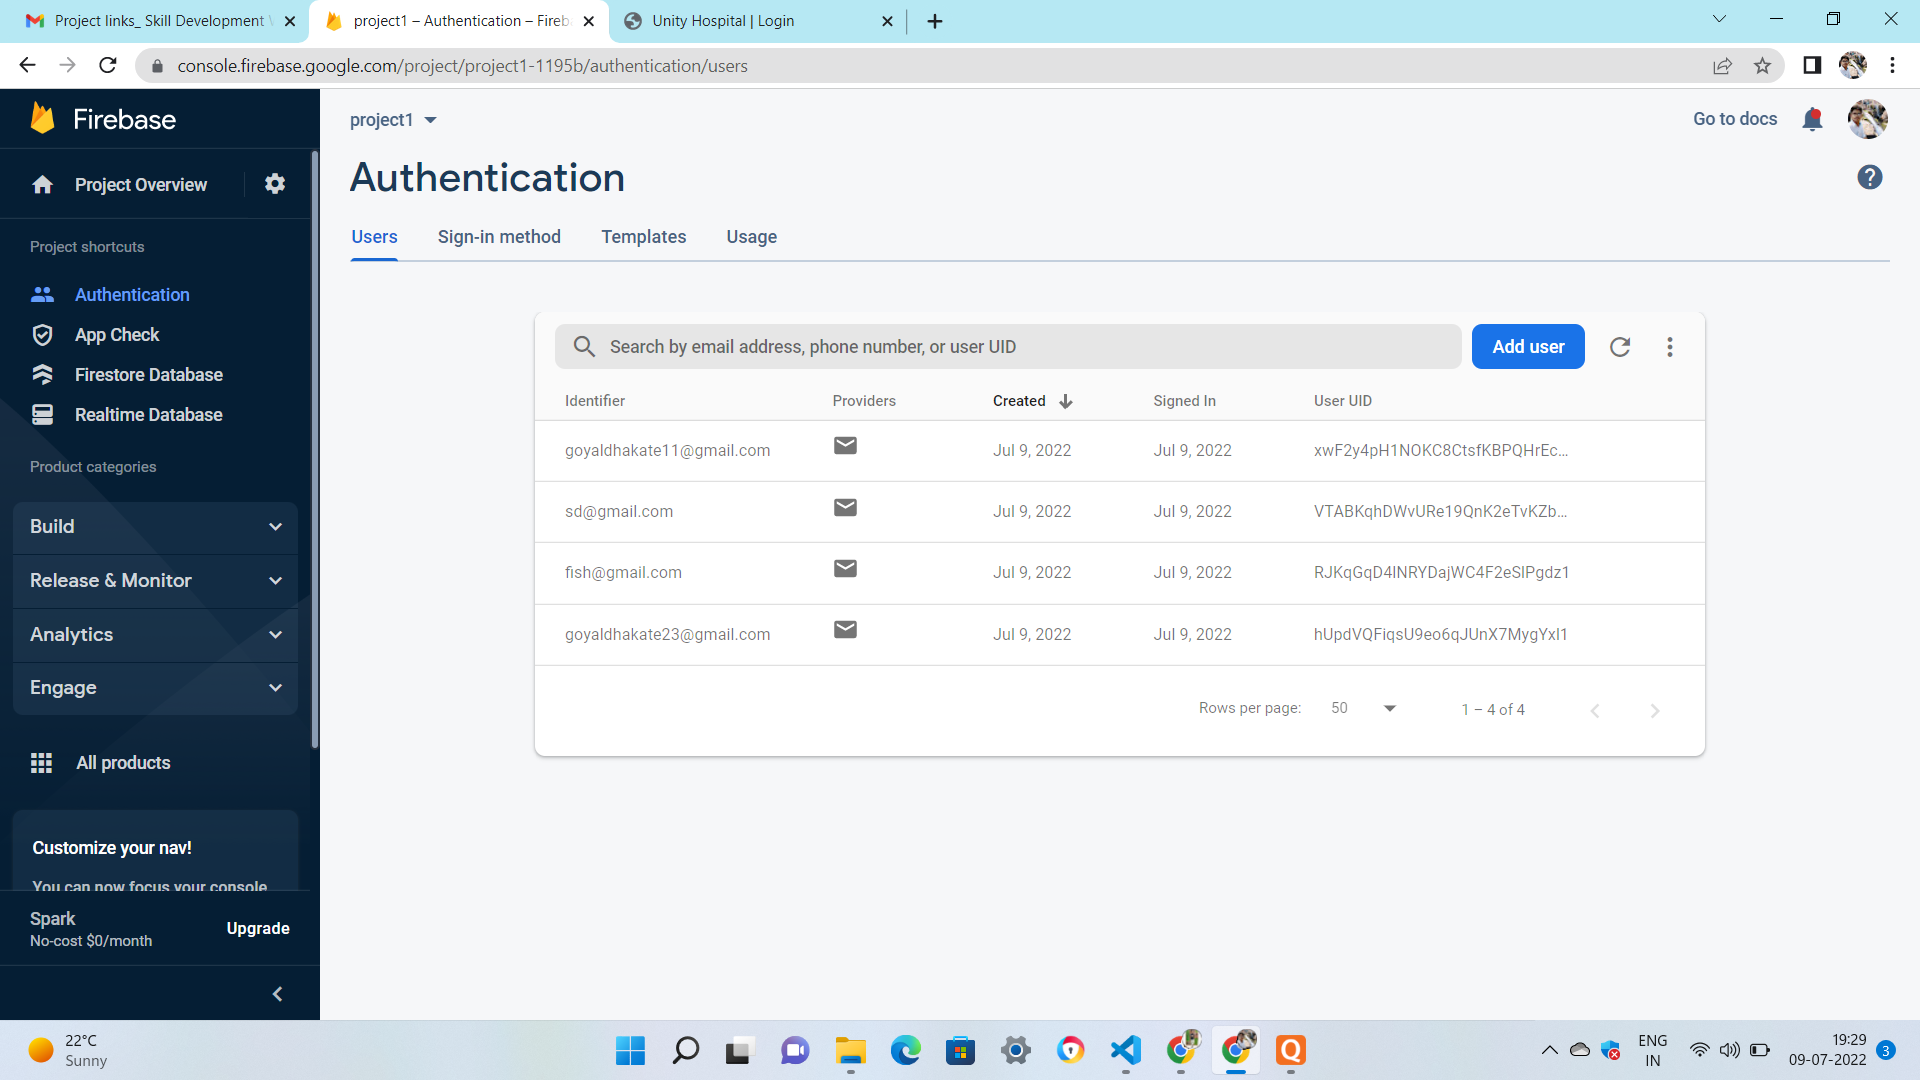 Project links_ Skill Development
project1 – Authentication – Fireb
Unity Hospital | Login
console.firebase.google.com/project/project1-1195b/authentication/users
Firebase
project1
Go to docs
Project Overview
Authentication
Project shortcuts
Users
Sign-in method
Templates
Usage
Authentication
App Check
Firestore Database
Realtime Database
Search by email address, phone number, or user UID
Add user
Identifier
Providers
Created
Signed In
User UID
goyaldhakate11@gmail.com
Jul 9, 2022
Jul 9, 2022
xwF2y4pH1NOKC8CtsfKBPQHrEc...
sd@gmail.com
Jul 9, 2022
Jul 9, 2022
VTABKqhDWvURe19QnK2eTvKZb...
fish@gmail.com
Jul 9, 2022
Jul 9, 2022
goyaldhakate23@gmail.com
Jul 9, 2022
Jul 9, 2022
Rows per page:
50
1 – 4 of 4
Product categories
Build
Release & Monitor
Analytics
Engage
All products
Customize your nav!
You can now focus your console
Spark
No-cost $0/month
Upgrade
22°C
Sunny
ENG
IN
19:29
09-07-2022
3